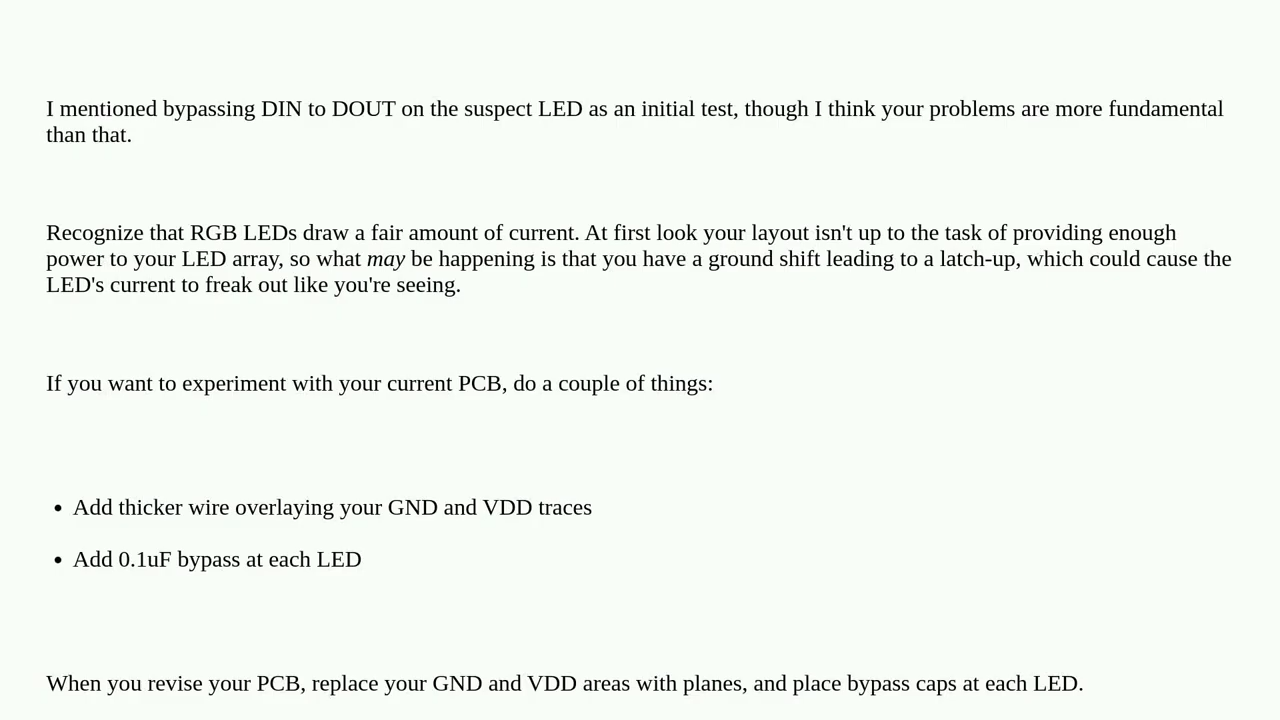 I mentioned bypassing DIN to DOUT on the suspect LED as an initial test, though I think your problems are more fundamental
than that.
Recognize that RGB LEDs draw a fair amount of current. At first look your layout isn't up to the task of providing enough
power to your LED array, so what may be happening is that you have a ground shift leading to a latch-up, which could cause the
LED's current to freak out like you're seeing.
If you want to experiment with your current PCB, do a couple of things:
• Add thicker wire overlaying your GND and VDD traces
• Add 0.1uF bypass at each LED
When you revise your PCB, replace your GND and VDD areas with planes, and place bypass caps at each LED.